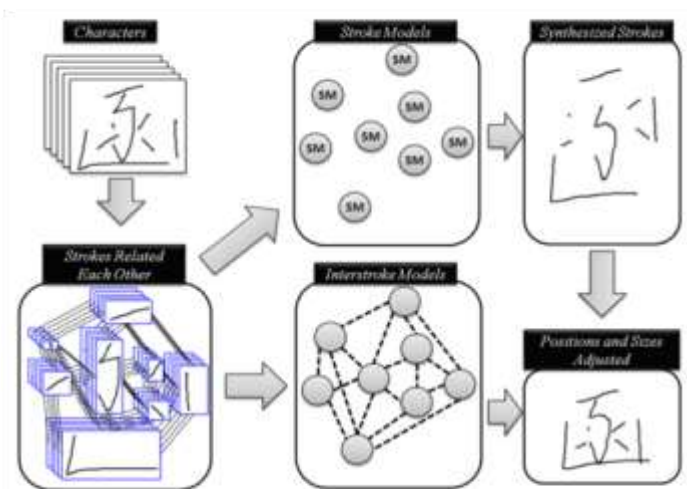 Characters
函
Strokes Related
Each Other
Stroke Models
SM
SM
SM
SM
SM
SM
SM
SM
Interstroke Models
Synthesized Strokes
Positions and Sizes
Adjusted
函